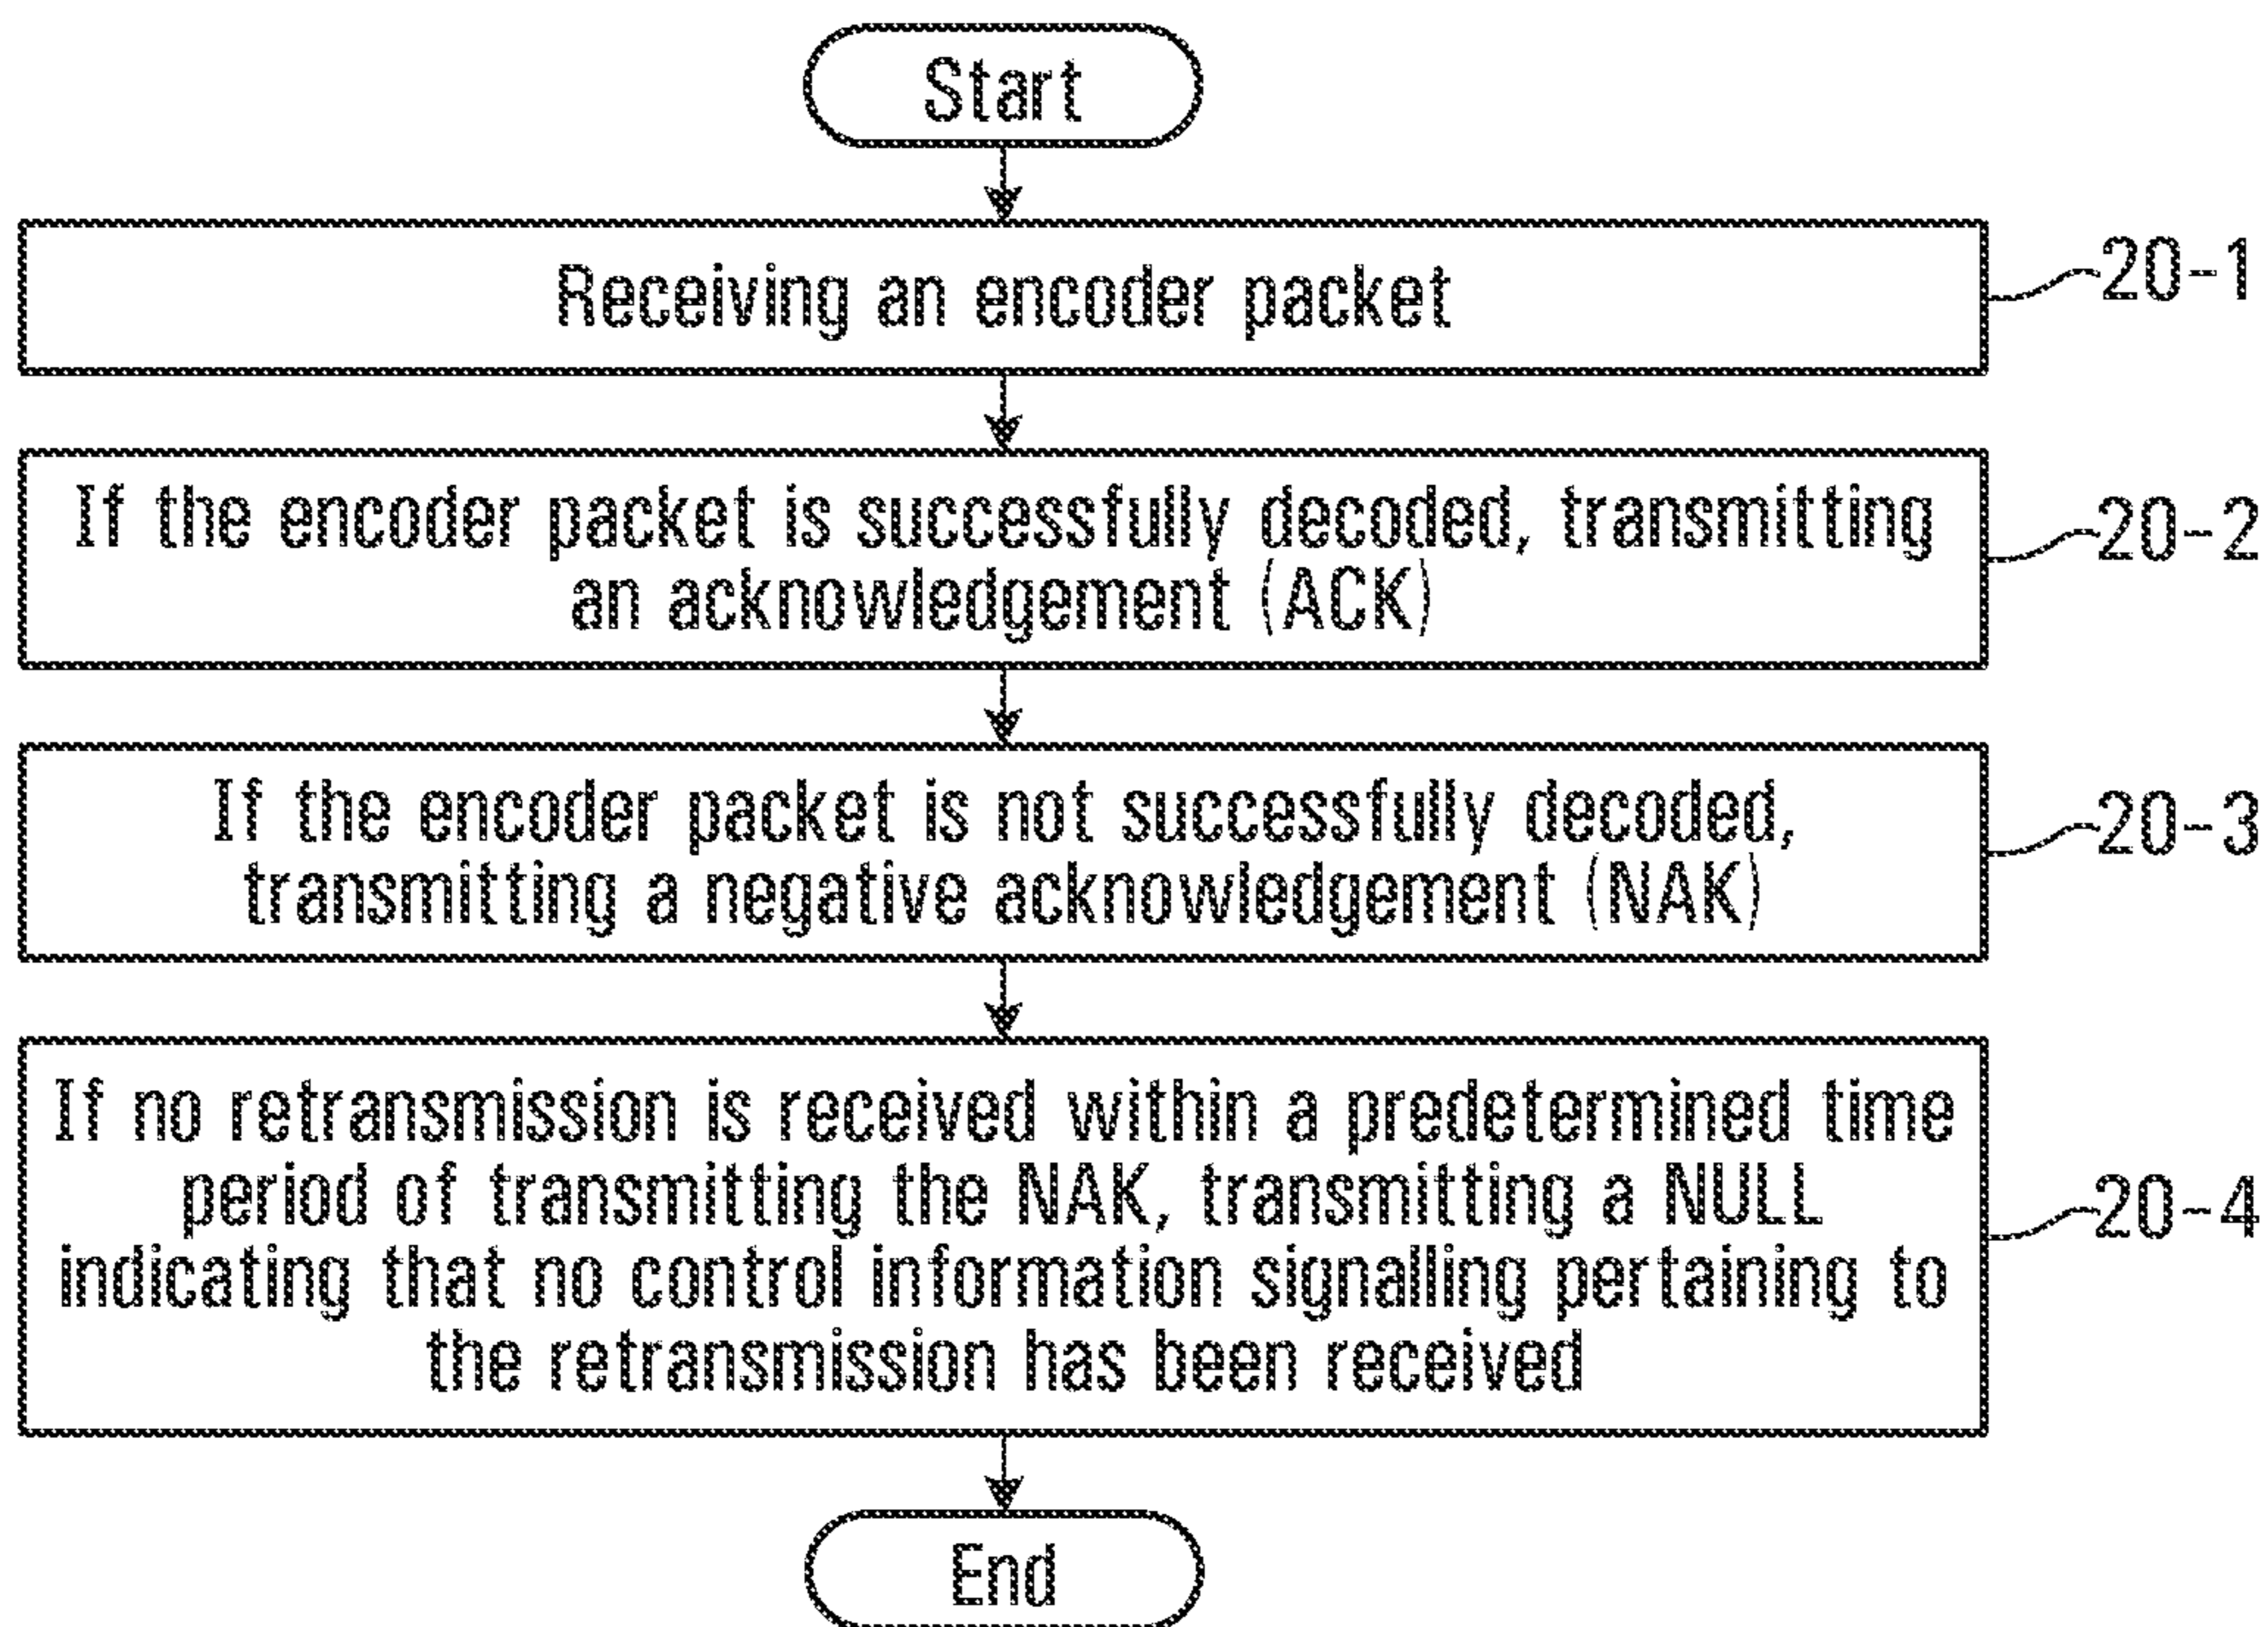 Start
Receiving an encoder packet
20-1
If the encoder packet is successfully decoded, transmitting
an acknowledgement (ACK)
20-2
If the encoder packet is not successfully decoded,
transmitting a negative acknowledgement (NAK)
20-3
If no retransmission is received within a predetermined time
period of transmitting the NAK, transmitting a NULL
indicating that no control information signalling pertaining to
the retransmission has been received
20-4
End